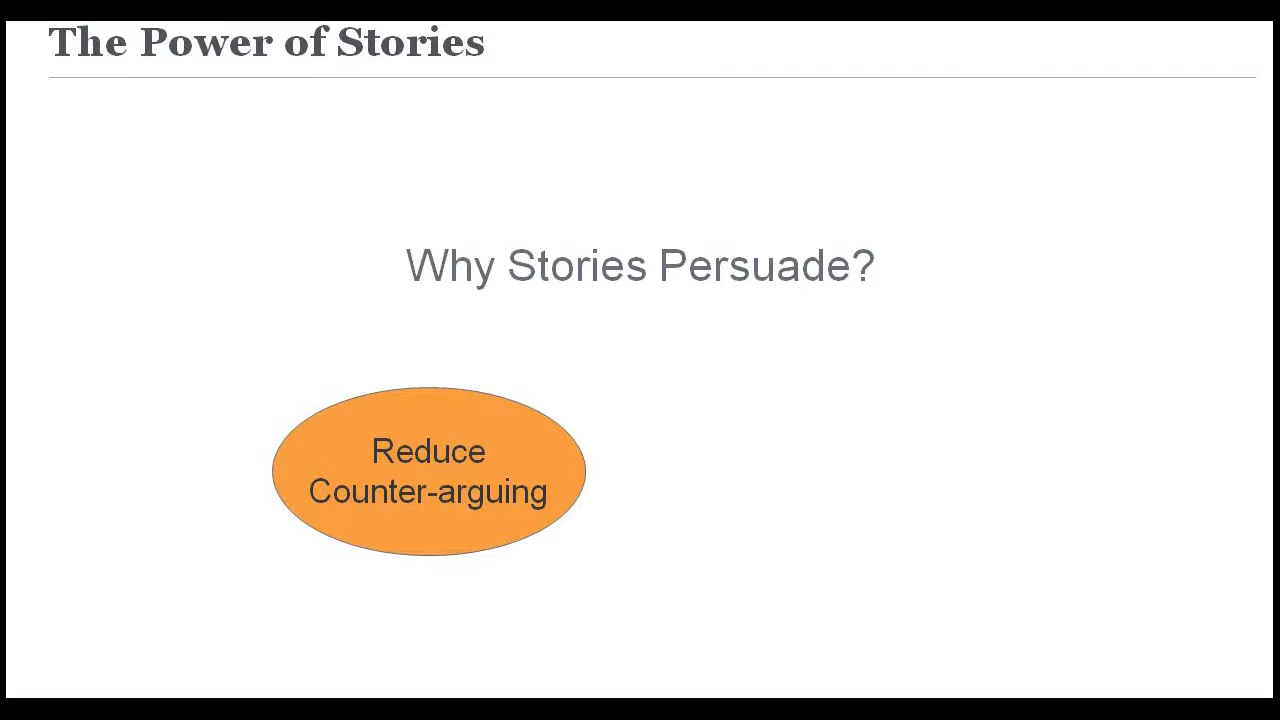 The Power of Stories
Why Stories Persuade?
Reduce
Counter-arguing